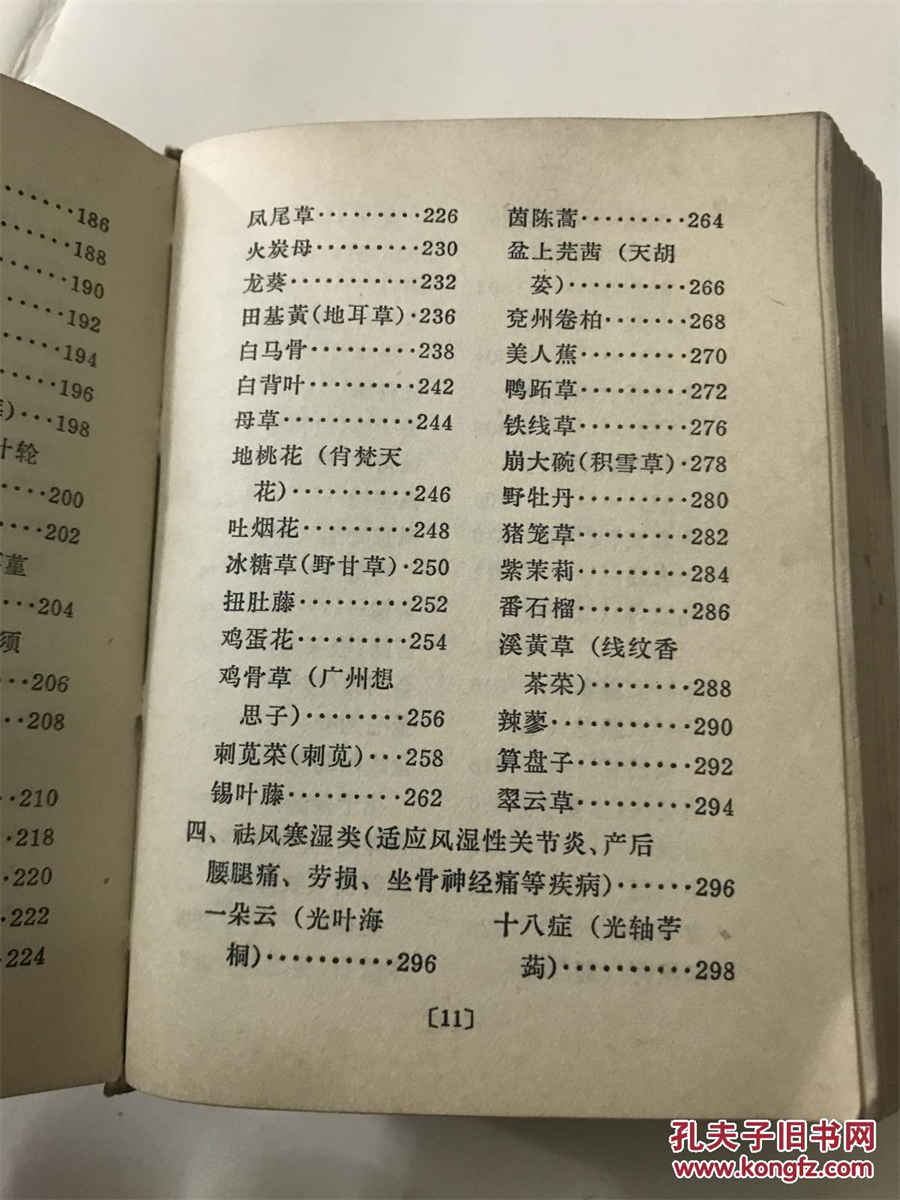 186
188
190
192
194
196
)···198
叶轮
200
202
堇
204
须
206
208
210
218
220
222
224
凤尾草·········226
火炭母·········230
龙葵···········232
田基黄(地耳草)·236
白马骨·········238
白背叶·········242
母草···········244
地桃花(肖梵天
花)··········246
吐烟花·········248
冰糖草(野甘草)·250
扭肚藤·········252
鸡蛋花·········254
鸡骨草(广州想
思子)········256
刺苋菜(刺苋)···258
锡叶藤·········262
茵陈蒿·········264
盆上芫茜(天胡
荽)··········266
兖州卷柏·······268
美人蕉·········270
鸭跖草·········272
铁线草·········276
崩大碗(积雪草)·278
野牡丹·········280
猪笼草·········282
紫茉莉·········284
番石榴·········286
溪黄草(线纹香
茶菜)········288
辣蓼···········290
算盘子·········292
翠云草·········294
四、祛风塞湿类(适应风湿性关节炎、产后
腰腿痛、劳损、坐骨神经痛等疾病)······296
一朵云(光叶海
桐)··········296
十八症(光轴苧
蒟)··········298
〔11〕
孔夫子旧书网
www.kongfz.com